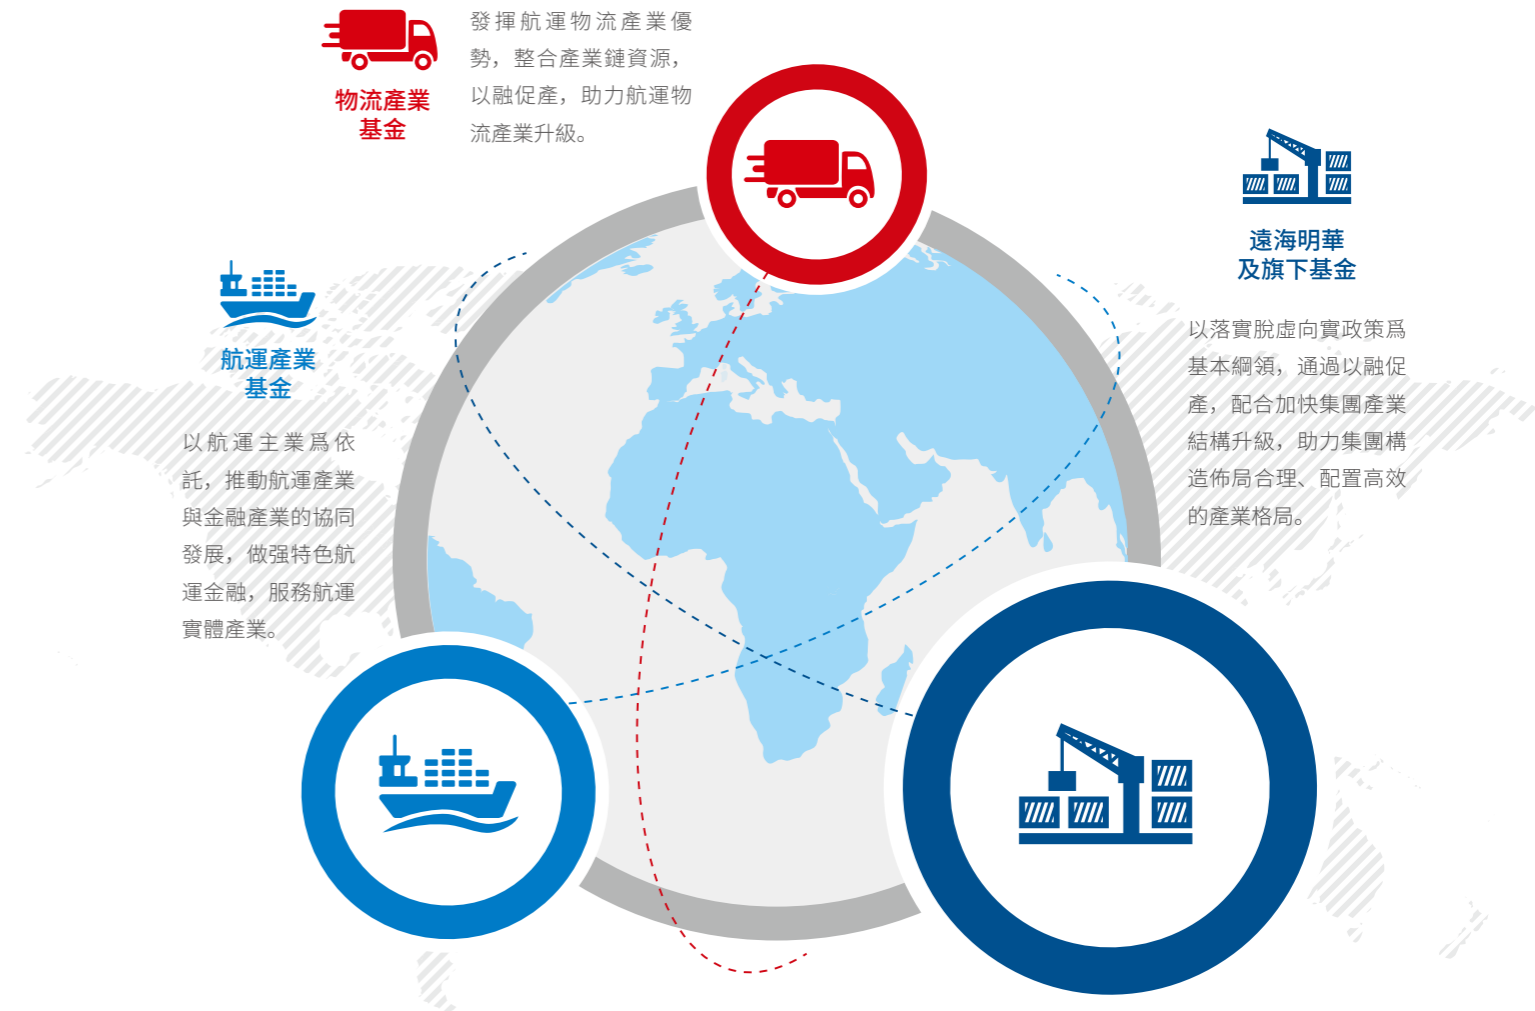 物流產業
基金
發揮航運物流產業優
勢，整合產業鏈資源，
以融促產，助力航運物
流產業升級。
遠海明華
及旗下基金
以落實脫虛向實政策爲
基本綱領，通過以融促
產，配合加快集團產業
結構升級，助力集團構
造佈局合理、配置高效
的產業格局。
航運產業
基金
以航運主業爲依
託，推動航運產業
與金融產業的協同
發展，做强特色航
運金融，服務航運
實體產業。